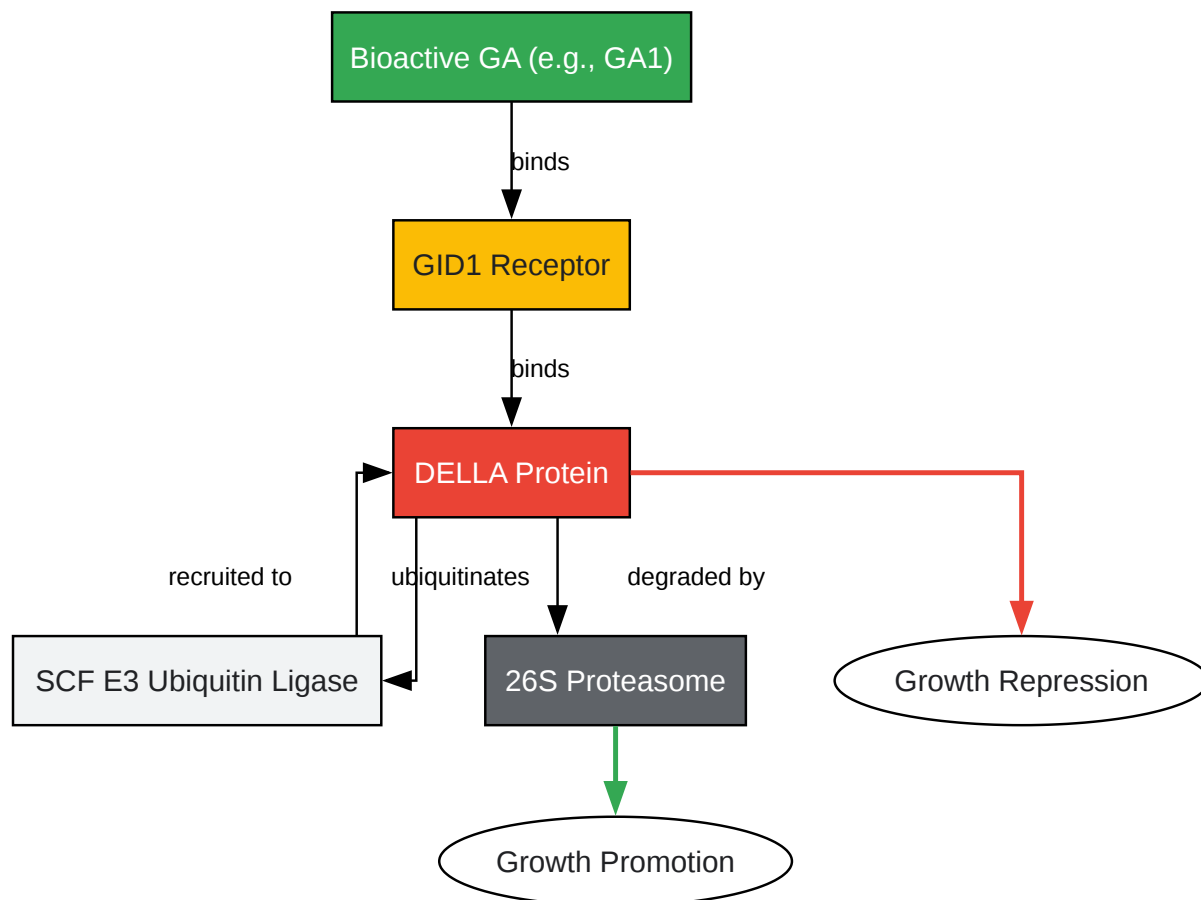 Bioactive GA (e.g., GA1)
binds
GID1 Receptor
binds
DELLA Protein
recruited to
ubiquitinates
degraded by
SCF E3 Ubiquitin Ligase
26S Proteasome
Growth Repression
Growth Promotion